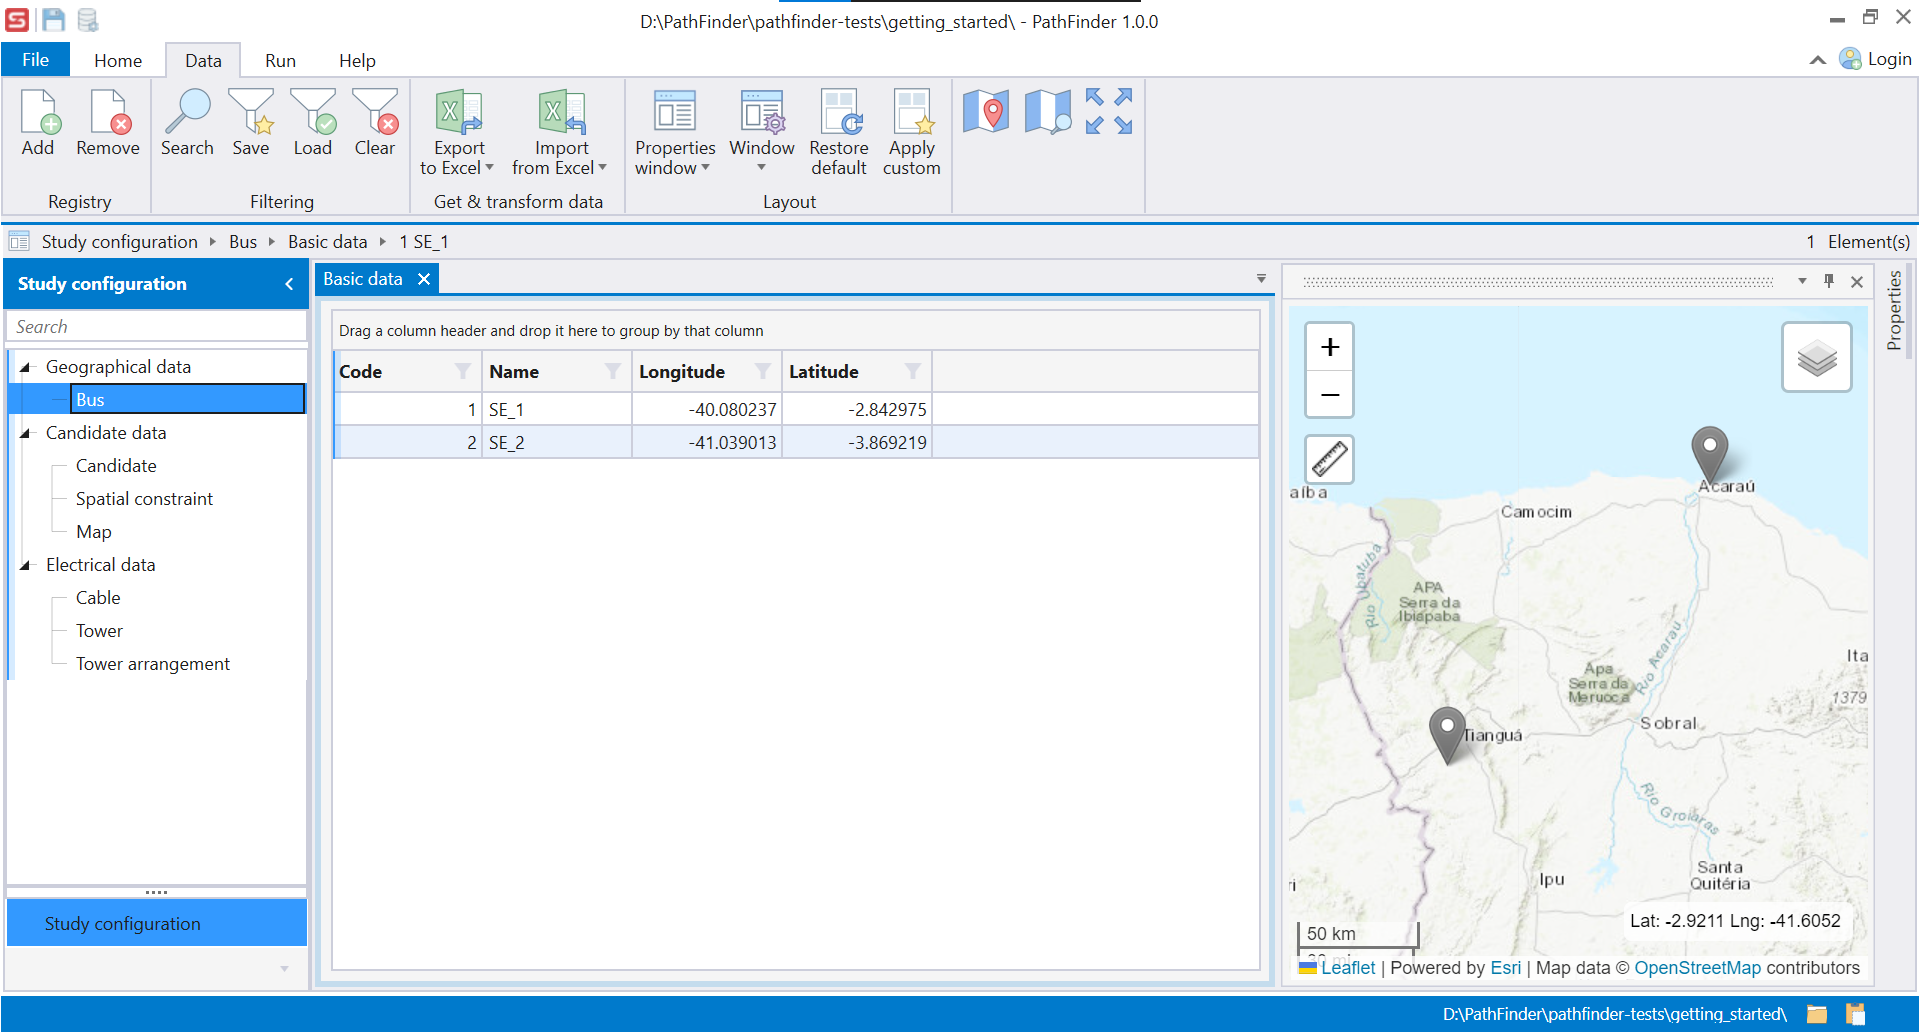 D:\PathFinder\pathfinder-tests\getting_started\ - PathFinder 1.0.0
File Home Data Run Help Login
Add Remove Search Save Load Clear Export to Excel Import from Excel Properties window Window Restore default Apply custom
Registry Filtering Get & transform data Layout
Study configuration Bus Basic data 1 SE_1 1 Element(s)
Study configuration
Search
Geographical data
Bus
Candidate data
Candidate
Spatial constraint
Map
Electrical data
Cable
Tower
Tower arrangement
Study configuration
Basic data
Drag a column header and drop it here to group by that column
Code Name Longitude Latitude
1 SE_1 -40.080237 -2.842975
2 SE_2 -41.039013 -3.869219
Properties
+
−
aíba
Acaraú
Camocim
Rio Ubatuba
APA
Serra da
Ibiapaba
Rio Acaraú
Ita
Apa
Serra da
Meruoca
1379
Sobral
Tianguá
Rio Groíaras
Santa
Quitéria
Ipu
ri
Lat: -2.9211 Lng: -41.6052
50 km
Leaflet | Powered by Esri | Map data © OpenStreetMap contributors
D:\PathFinder\pathfinder-tests\getting_started\